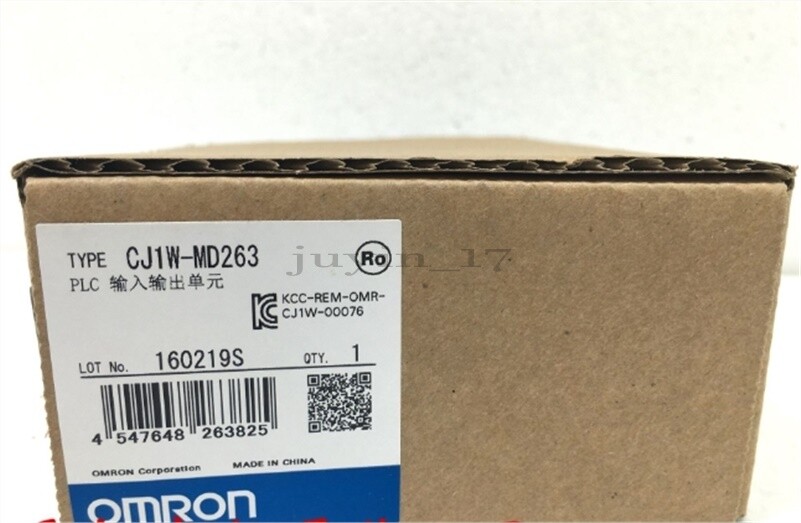 TYPE CJ1W-MD263
Ro
PLC 输入输出单元
KCC-REM-OMR-
CJ1W-00076
LOT No. 160219S QTY. 1
4 547648 263825
OMRON Corporation MADE IN CHINA
OMRON